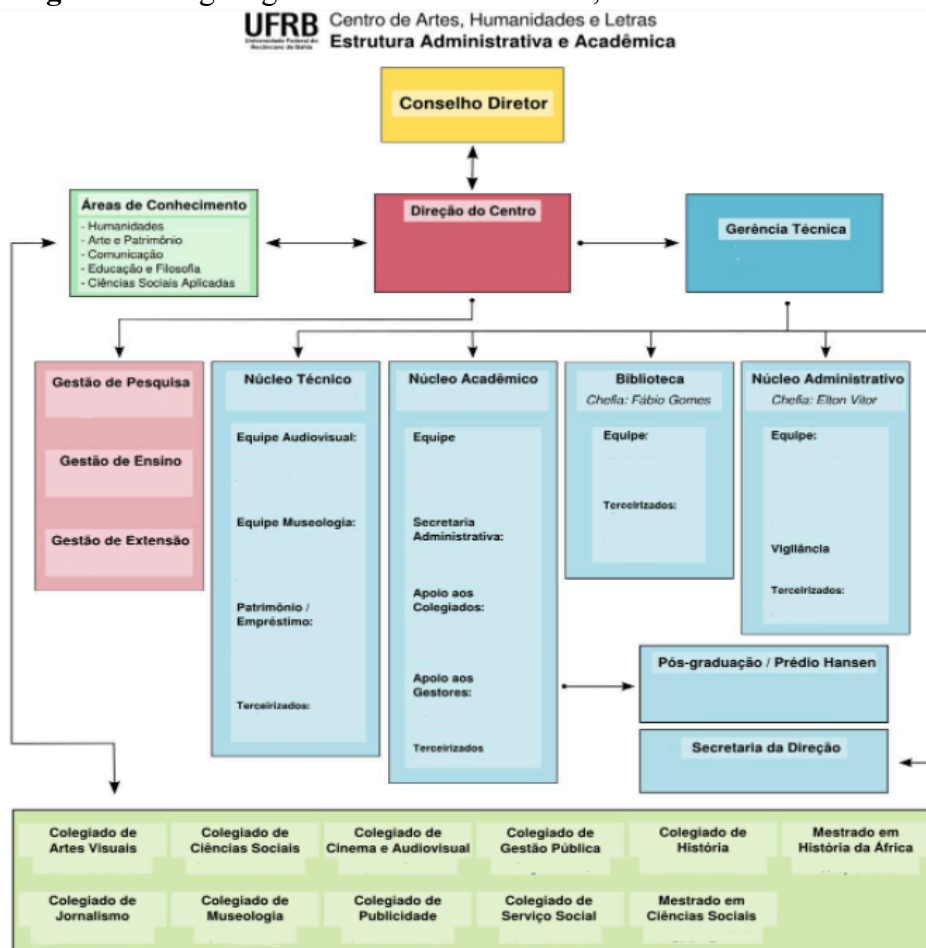 UFRB
Universidade Federal do
Recôncavo da Bahia
Centro de Artes, Humanidades e Letras
Estrutura Administrativa e Acadêmica
Conselho Diretor
Áreas de Conhecimento
- Humanidades
- Arte e Patrimônio
- Comunicação
- Educação e Filosofia
- Ciências Sociais Aplicadas
Direção do Centro
Gerência Técnica
Gestão de Pesquisa
Gestão de Ensino
Gestão de Extensão
Núcleo Técnico
Equipe Audiovisual:
Equipe Museologia:
Patrimônio /
Empréstimo:
Terceirizados:
Núcleo Acadêmico
Equipe
Secretaria
Administrativa:
Apoio aos
Colegiados:
Apoio aos
Gestores:
Terceirizados
Biblioteca
Chefia: Fábio Gomes
Equipe:
Terceirizados:
Núcleo Administrativo
Chefia: Elton Vitor
Equipe:
Vigilância
Terceirizados:
Pós-graduação / Prédio Hansen
Secretaria da Direção
Colegiado de
Artes Visuais
Colegiado de
Ciências Sociais
Colegiado de
Cinema e Audiovisual
Colegiado de
Gestão Pública
Colegiado de
História
Mestrado em
História da África
Colegiado de
Jornalismo
Colegiado de
Museologia
Colegiado de
Publicidade
Colegiado de
Serviço Social
Mestrado em
Ciências Sociais